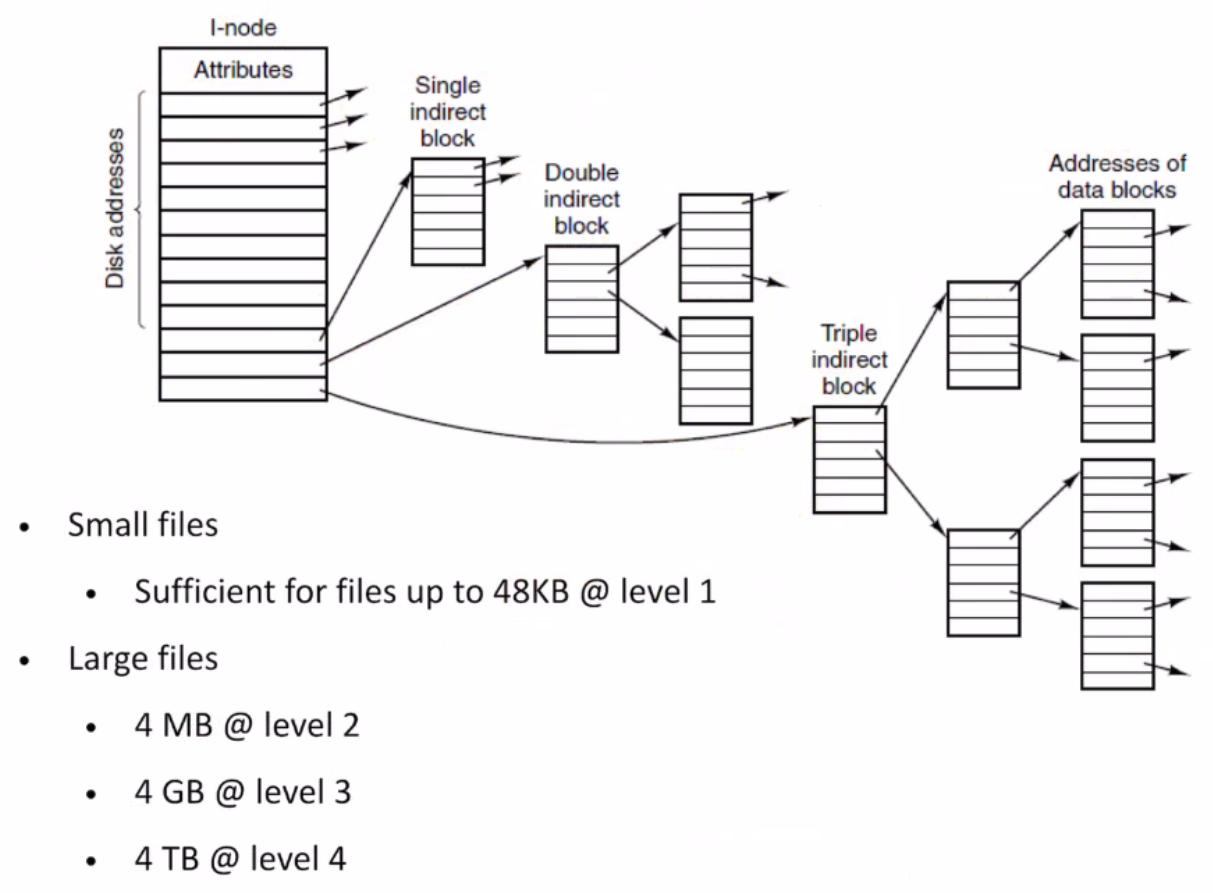 I-node
Attributes
Disk addresses
Single
indirect
block
Double
indirect
block
Triple
indirect
block
Addresses of
data blocks
• Small files
• Sufficient for files up to 48KB @ level 1
• Large files
• 4 MB @ level 2
• 4 GB @ level 3
• 4 TB @ level 4